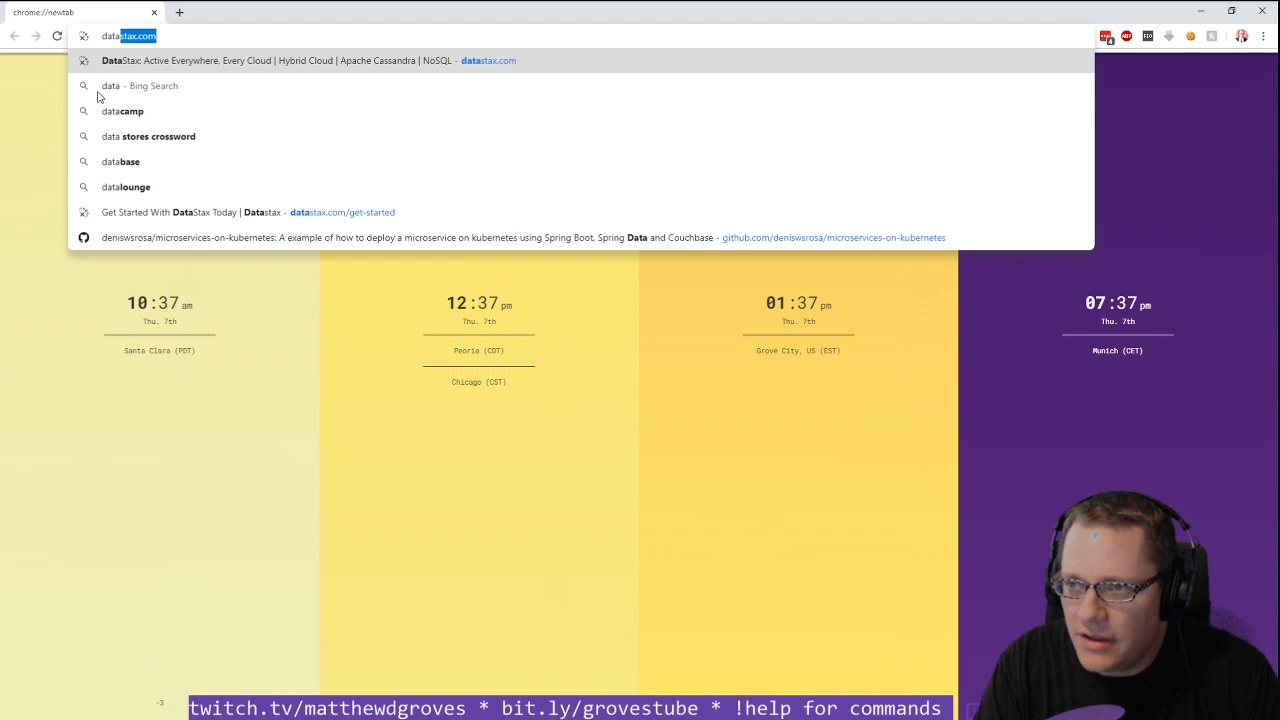 chrome://newtab
datastax.com
DataStax: Active Everywhere, Every Cloud | Hybrid Cloud | Apache Cassandra | NoSQL - datastax.com
data - Bing Search
datacamp
data stores crossword
database
datalounge
Get Started With DataStax Today | Datastax - datastax.com/get-started
deniswsrosa/microservices-on-kubernetes: A example of how to deploy a microservice on kubernetes using Spring Boot, Spring Data and Couchbase - github.com/deniswsrosa/microservices-on-kubernetes
10:37 am
Thu. 7th
Santa Clara (PDT)
12:37 pm
Thu. 7th
Peoria (CDT)
Chicago (CST)
01:37 pm
Thu. 7th
Grove City, US (EST)
07:37 pm
Thu. 7th
Munich (CET)
-3
twitch.tv/matthewdgroves * bit.ly/grovestube * !help for commands